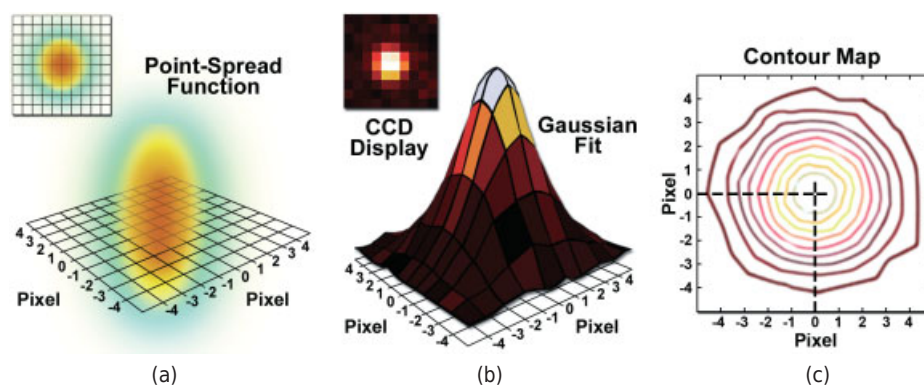 Point-Spread
Function
4
3
2
1
0
-1
-2
-3
-4
Pixel
-4
-3
-2
-1
0
1
2
3
4
Pixel
(a)
CCD
Display
Gaussian
Fit
4
3
2
1
0
-1
-2
-3
-4
Pixel
-4
-3
-2
-1
0
1
2
3
4
Pixel
(b)
Contour Map
4
3
2
1
0
-1
-2
-3
-4
Pixel
-4 -3 -2 -1 0 1 2 3 4
Pixel
(c)